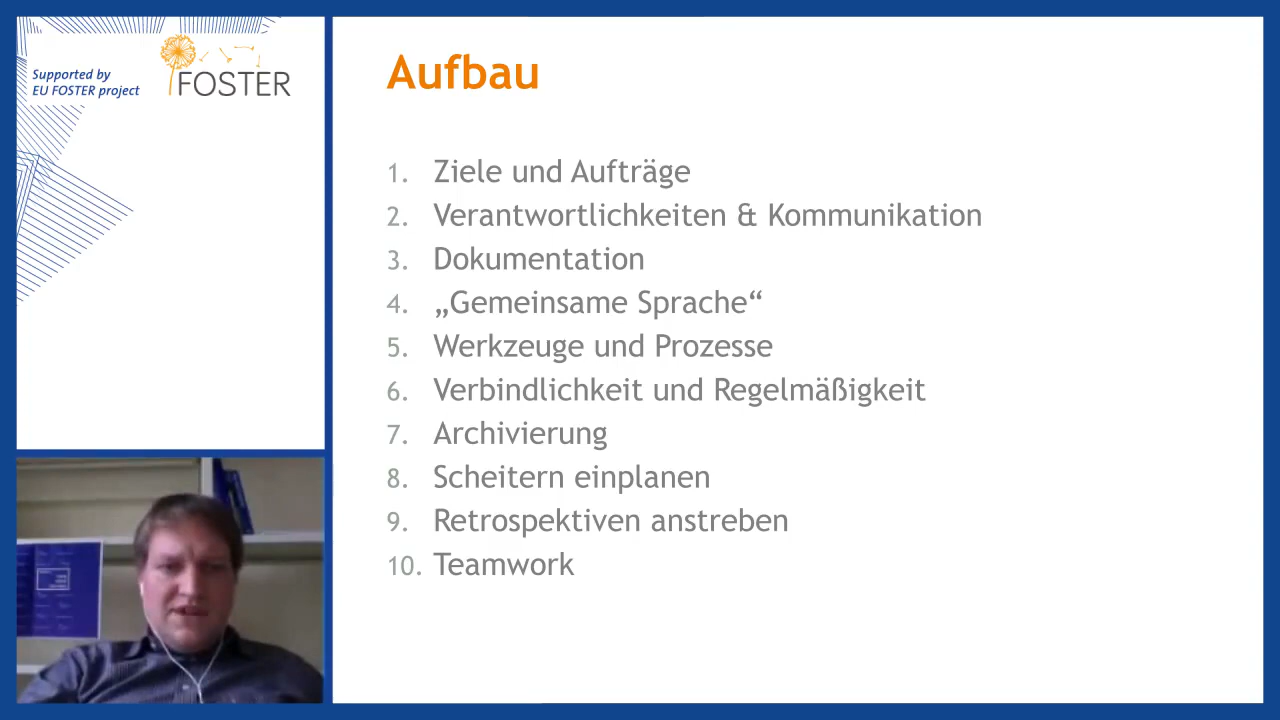 Supported by
EU FOSTER project
FOSTER
Aufbau
1. Ziele und Aufträge
2. Verantwortlichkeiten & Kommunikation
3. Dokumentation
4. „Gemeinsame Sprache“
5. Werkzeuge und Prozesse
6. Verbindlichkeit und Regelmäßigkeit
7. Archivierung
8. Scheitern einplanen
9. Retrospektiven anstreben
10. Teamwork